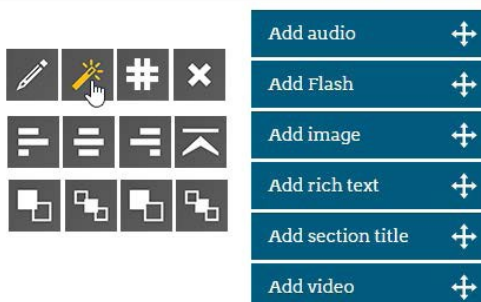 Add audio
Add Flash
Add image
Add rich text
Add section title
Add video